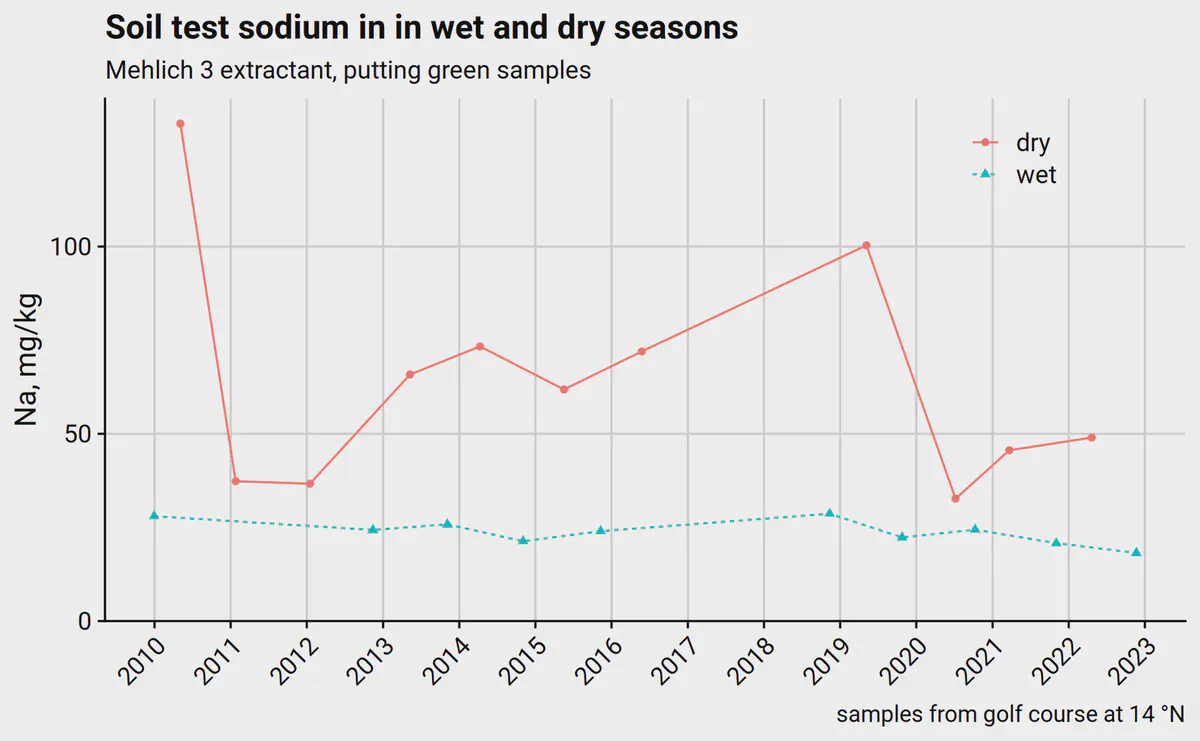 Soil test sodium in in wet and dry seasons
Mehlich 3 extractant, putting green samples
dry
wet
Na, mg/kg
100
50
0
2010 2011 2012 2013 2014 2015 2016 2017 2018 2019 2020 2021 2022 2023
samples from golf course at 14 °N